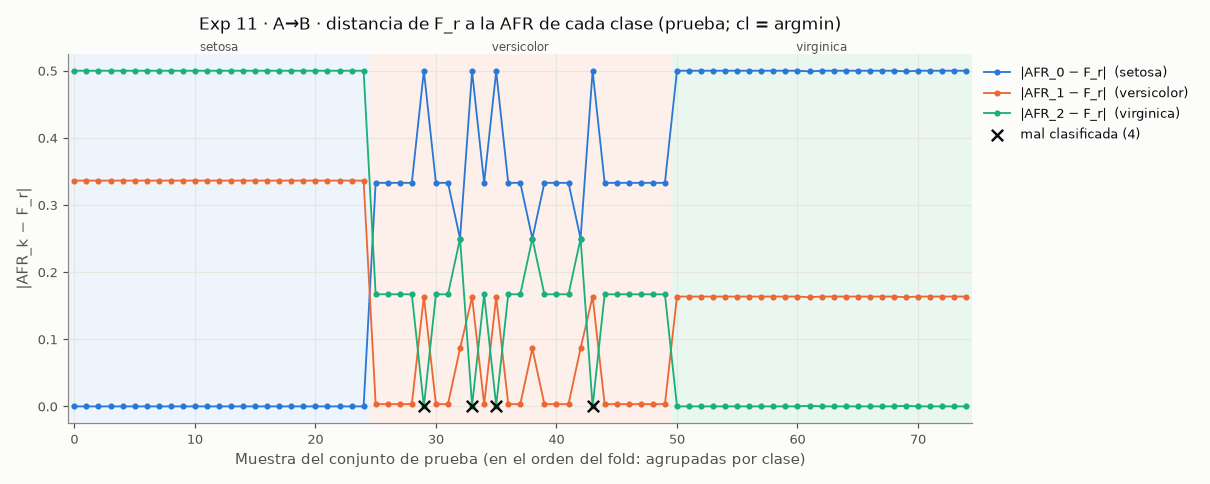 Exp 11 · A→B · distancia de F_r a la AFR de cada clase (prueba; cl = argmin)
setosa
versicolor
virginica
|AFR_0 − F_r| (setosa)
|AFR_1 − F_r| (versicolor)
|AFR_2 − F_r| (virginica)
mal clasificada (4)
|AFR_k − F_r|
0.5
0.4
0.3
0.2
0.1
0.0
0 10 20 30 40 50 60 70
Muestra del conjunto de prueba (en el orden del fold: agrupadas por clase)